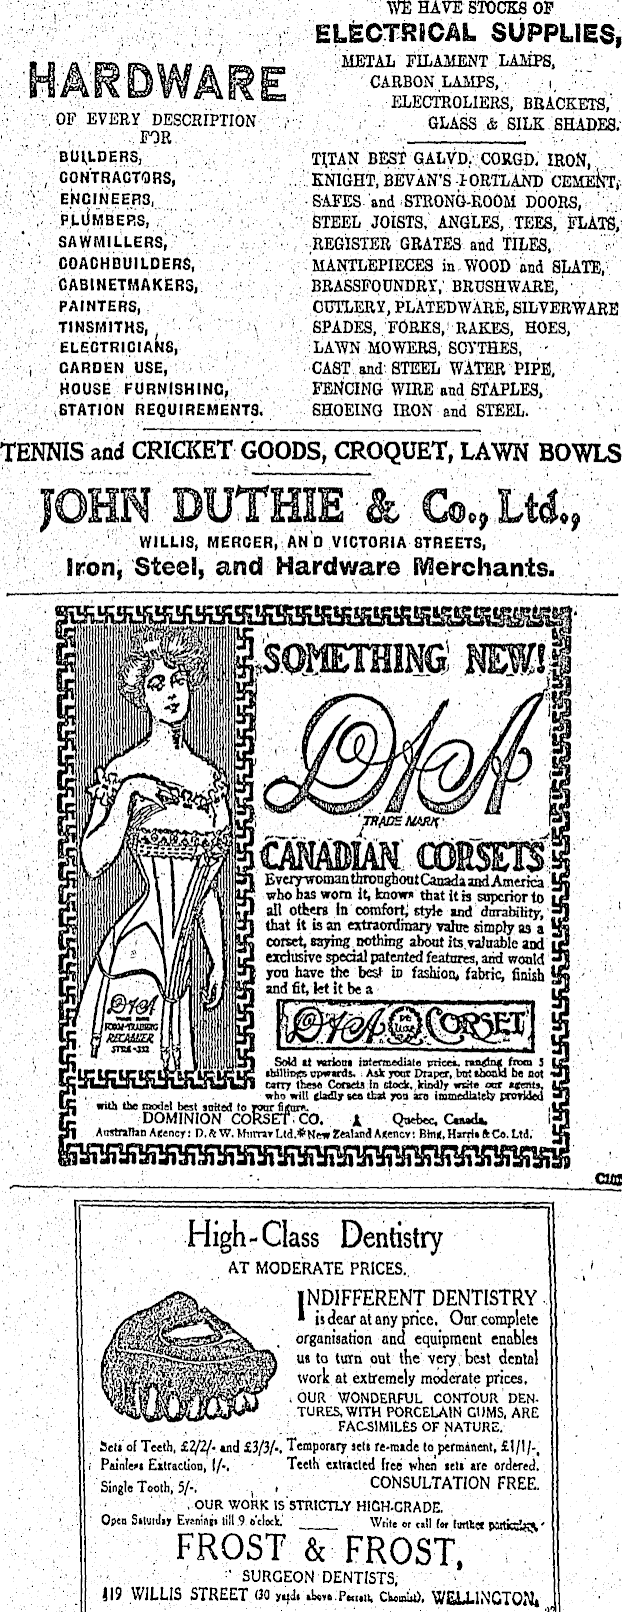 WE HAVE STOCKS OF
ELECTRICAL SUPPLIES,
METAL FILAMENT LAMPS,
CARBON LAMPS,
ELECTROLIERS, BRACKETS,
GLASS & SILK SHADES.
HARDWARE
OF EVERY DESCRIPTION
FOR
BUILDERS,
CONTRACTORS,
ENGINEERS,
PLUMBERS,
SAWMILLERS,
COACHBUILDERS,
CABINETMAKERS,
PAINTERS,
TINSMITHS,
ELECTRICIANS,
GARDEN USE,
HOUSE FURNISHING,
STATION REQUIREMENTS.
TITAN BEST GALVD. CORGD. IRON,
KNIGHT, BEVAN'S PORTLAND CEMENT,
SAFES and STRONG-ROOM DOORS,
STEEL JOISTS, ANGLES, TEES, FLATS,
REGISTER GRATES and TILES,
MANTLEPIECES in WOOD and SLATE,
BRASSFOUNDRY, BRUSHWARE,
CUTLERY, PLATEDWARE, SILVERWARE
SPADES, FORKS, RAKES, HOES,
LAWN MOWERS, SCYTHES,
CAST and STEEL WATER PIPE,
FENCING WIRE and STAPLES,
SHOEING IRON and STEEL.
TENNIS and CRICKET GOODS, CROQUET, LAWN BOWLS
JOHN DUTHIE & Co., Ltd.,
WILLIS, MERCER, AND VICTORIA STREETS,
Iron, Steel, and Hardware Merchants.
SOMETHING NEW!
D & A
TRADE MARK
CANADIAN CORSETS
Every woman throughout Canada and America
who has worn it, knows that it is superior to
all others in comfort, style and durability,
that it is an extraordinary value simply as a
corset, saying nothing about its valuable and
exclusive special patented features, and would
you have the best in fashion, fabric, finish
and fit, let it be a
D & A DE LUXE CORSET
D & A
FORM-TRAINING
REDUCER
STYLE-332
Sold at various intermediate prices, ranging from 5
shillings upwards. Ask your Draper, but should he not
carry these Corsets in stock, kindly write our agents,
who will gladly see that you are immediately provided
with the model best suited to your figure.
DOMINION CORSET CO. Quebec, Canada.
Australian Agency: D. & W. Murray Ltd. * New Zealand Agency: Bing, Harris & Co. Ltd.
C102
High-Class Dentistry
AT MODERATE PRICES.
INDIFFERENT DENTISTRY
is dear at any price. Our complete
organisation and equipment enables
us to turn out the very best dental
work at extremely moderate prices.
OUR WONDERFUL CONTOUR DEN-
TURES, WITH PORCELAIN GUMS, ARE
FAC-SIMILES OF NATURE.
Sets of Teeth, £2/2/- and £3/3/-. Temporary sets re-made to permanent, £1/1/-.
Painless Extraction, 1/-. Teeth extracted free when sets are ordered.
Single Tooth, 5/-. CONSULTATION FREE.
OUR WORK IS STRICTLY HIGH-GRADE.
Open Saturday Evenings till 9 o'clock. Write or call for further particulars.
FROST & FROST,
SURGEON DENTISTS,
119 WILLIS STREET (30 yards above Perrett, Chemist), WELLINGTON.